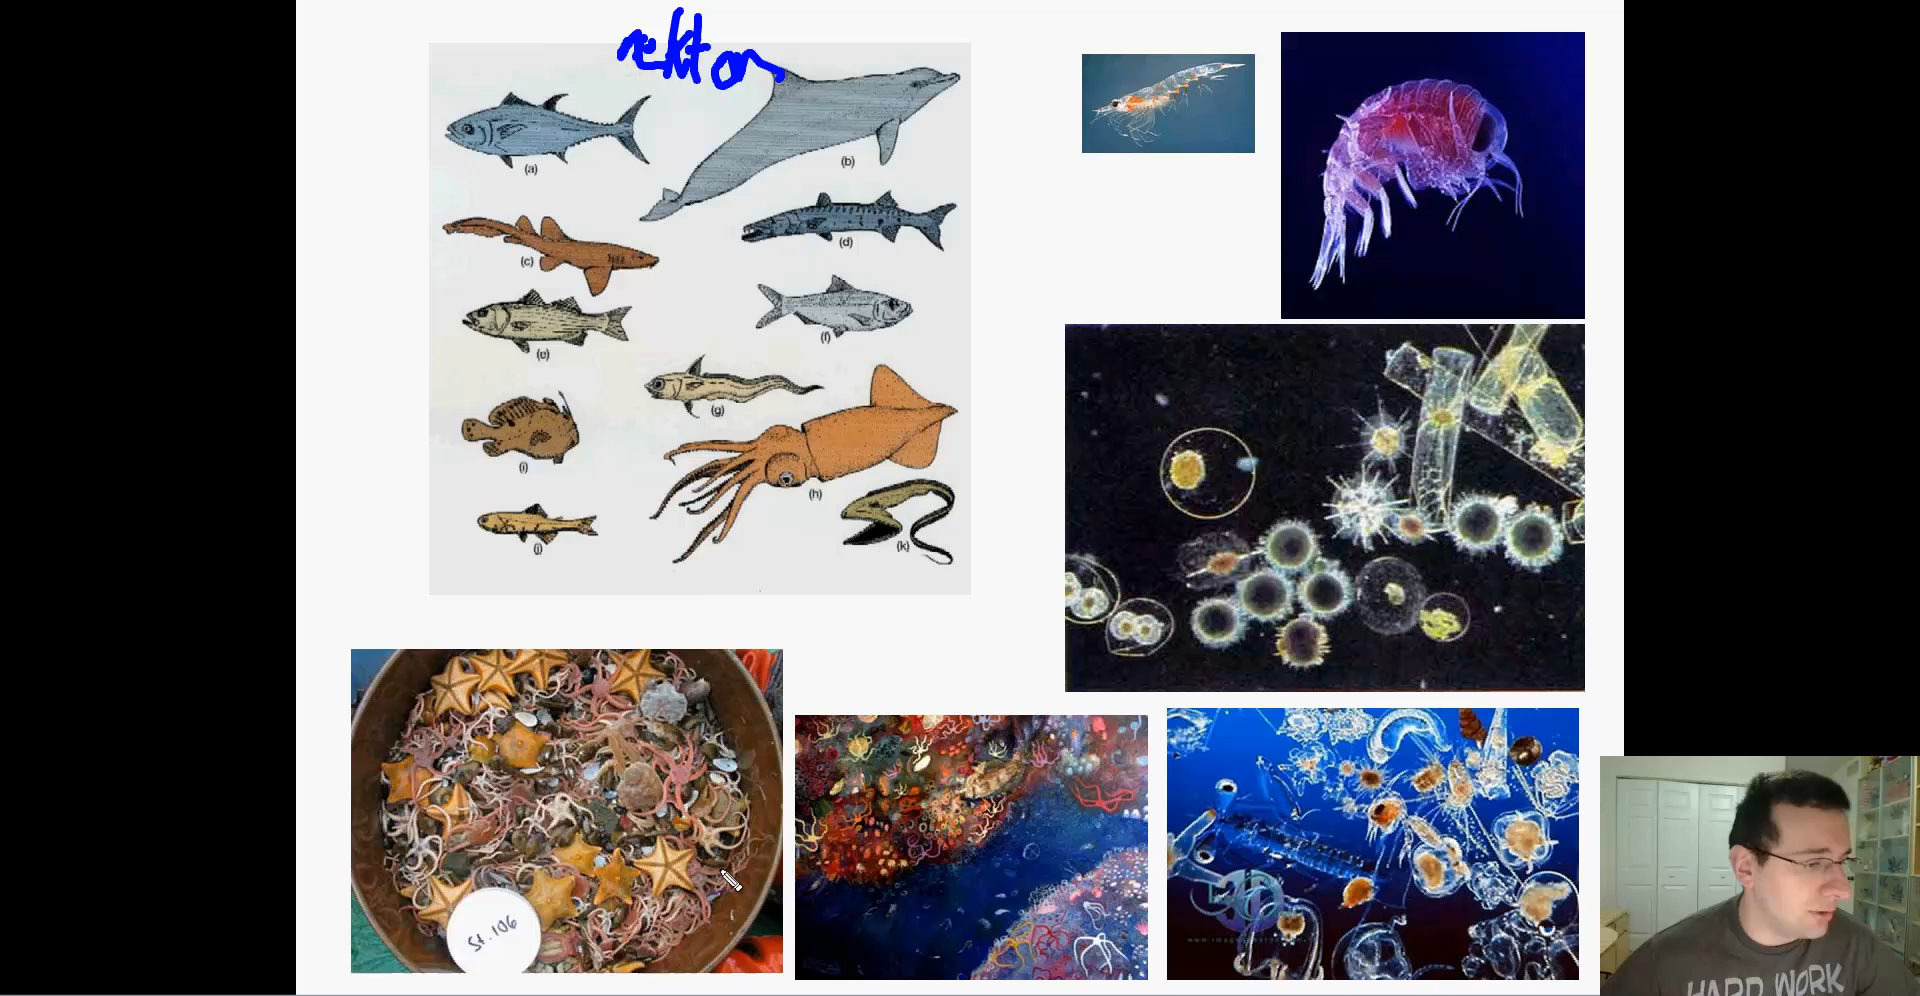 nekton
(a)
(b)
(c)
(d)
(e)
(f)
(g)
(h)
(i)
(j)
(k)
St.106
HARD WORK